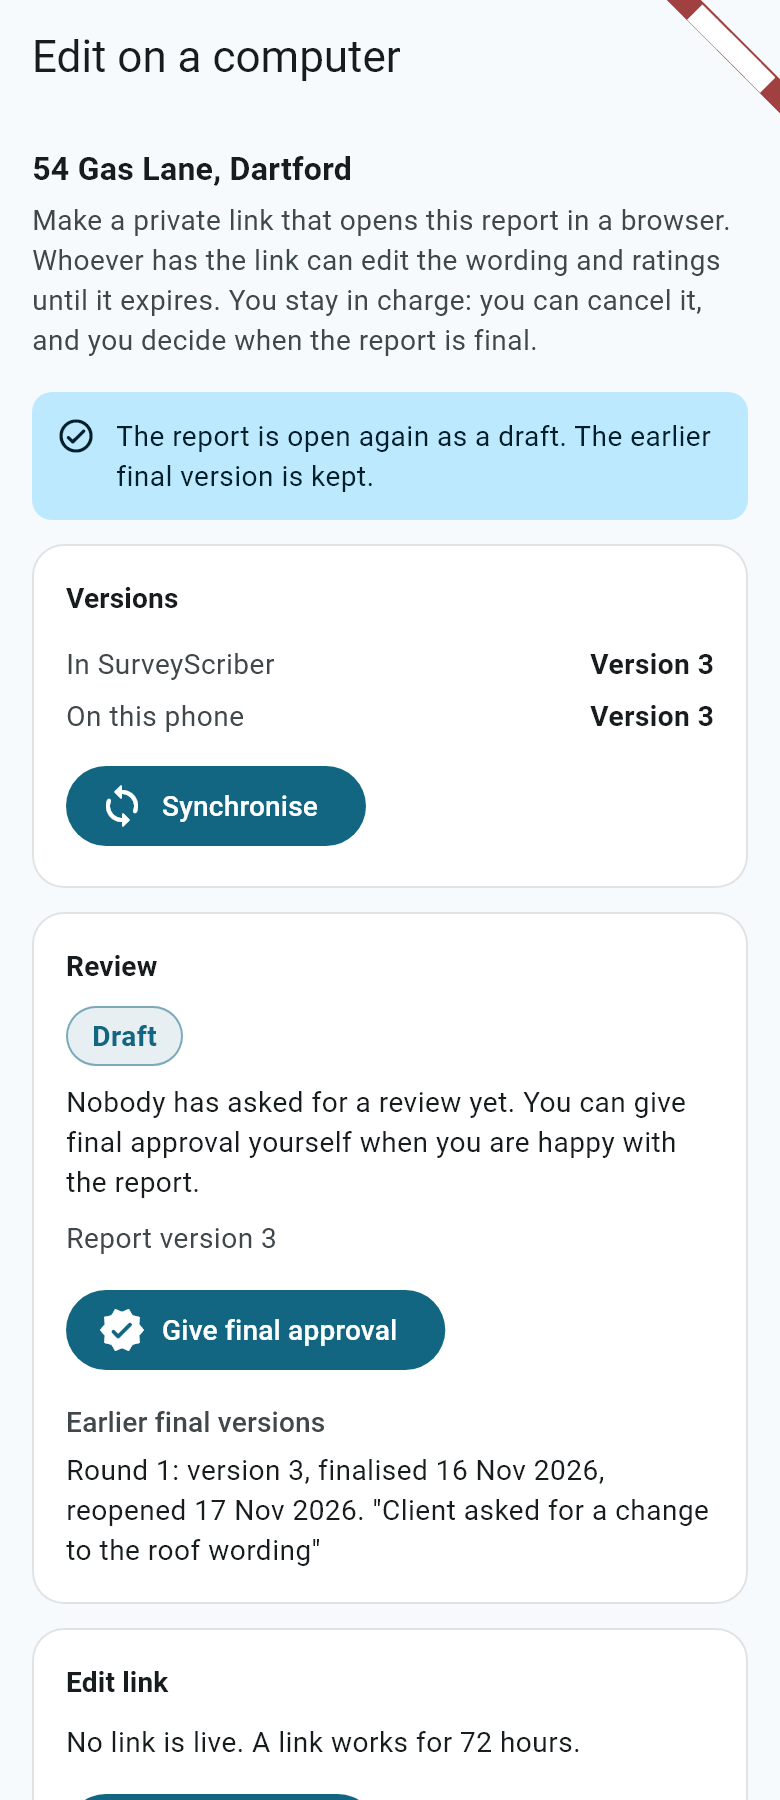 Edit on a computer
54 Gas Lane, Dartford
Make a private link that opens this report in a browser.
Whoever has the link can edit the wording and ratings
until it expires. You stay in charge: you can cancel it,
and you decide when the report is final.
The report is open again as a draft. The earlier
final version is kept.
Versions
In SurveyScriber Version 3
On this phone Version 3
Synchronise
Review
Draft
Nobody has asked for a review yet. You can give
final approval yourself when you are happy with
the report.
Report version 3
Give final approval
Earlier final versions
Round 1: version 3, finalised 16 Nov 2026,
reopened 17 Nov 2026. "Client asked for a change
to the roof wording"
Edit link
No link is live. A link works for 72 hours.